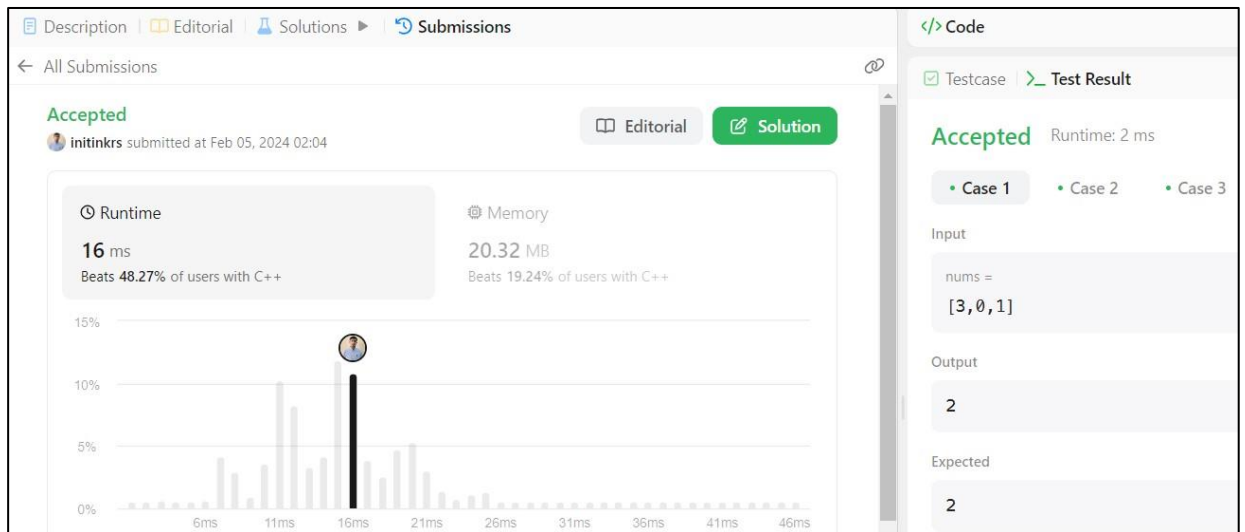 Description Editorial Solutions Submissions
All Submissions
Accepted
initinkrs submitted at Feb 05, 2024 02:04
Editorial
Solution
Runtime
16 ms
Beats 48.27% of users with C++
Memory
20.32 MB
Beats 19.24% of users with C++
15%
10%
5%
0%
6ms 11ms 16ms 21ms 26ms 31ms 36ms 41ms 46ms
</> Code
Testcase >_ Test Result
Accepted Runtime: 2 ms
• Case 1 • Case 2 • Case 3
Input
nums =
[3,0,1]
Output
2
Expected
2